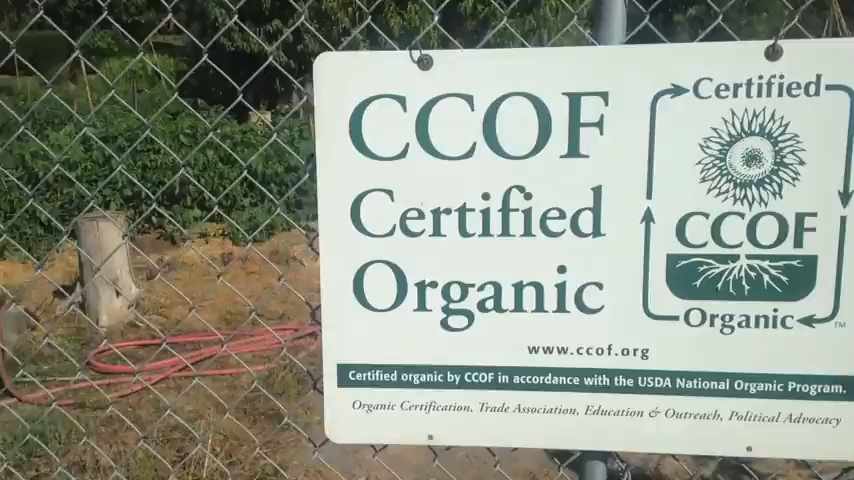 CCOF
Certified
Organic
www.ccof.org
Certified organic by CCOF in accordance with the USDA National Organic Program.
Organic Certification, Trade Association, Education & Outreach, Political Advocacy
Certified
CCOF
Organic
TM